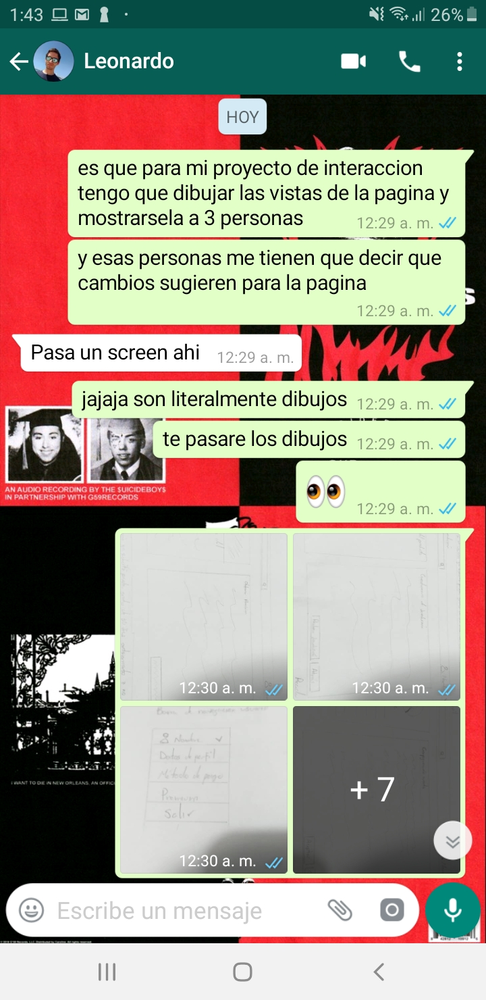 1:43
26%
Leonardo
HOY
es que para mi proyecto de interaccion
tengo que dibujar las vistas de la pagina y
mostrarsela a 3 personas
12:29 a. m.
y esas personas me tienen que decir que
cambios sugieren para la pagina
12:29 a. m.
Pasa un screen ahi 12:29 a. m.
jajaja son literalmente dibujos 12:29 a. m.
te pasare los dibujos 12:29 a. m.
12:29 a. m.
AN AUDIO RECORDING BY THE $UICIDEBOY$
IN PARTNERSHIP WITH G59RECORDS
12:30 a. m.
12:30 a. m.
I WANT TO DIE IN NEW ORLEANS. AN OFFIC
Nombre
Datos de perfil
Método de pago
Salir
12:30 a. m.
+ 7
Escribe un mensaje